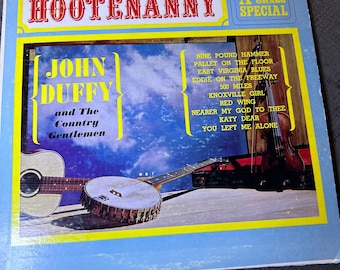 HOOTENANNY
SPECIAL
JOHN
DUFFY
and The
Country
Gentlemen
NINE POUND HAMMER
PALLET ON THE FLOOR
EAST VIRGINIA BLUES
EDDIE ON THE FREEWAY
500 MILES
KNOXVILLE GIRL
RED WING
NEARER MY GOD TO THEE
KATY DEAR
YOU LEFT ME ALONE